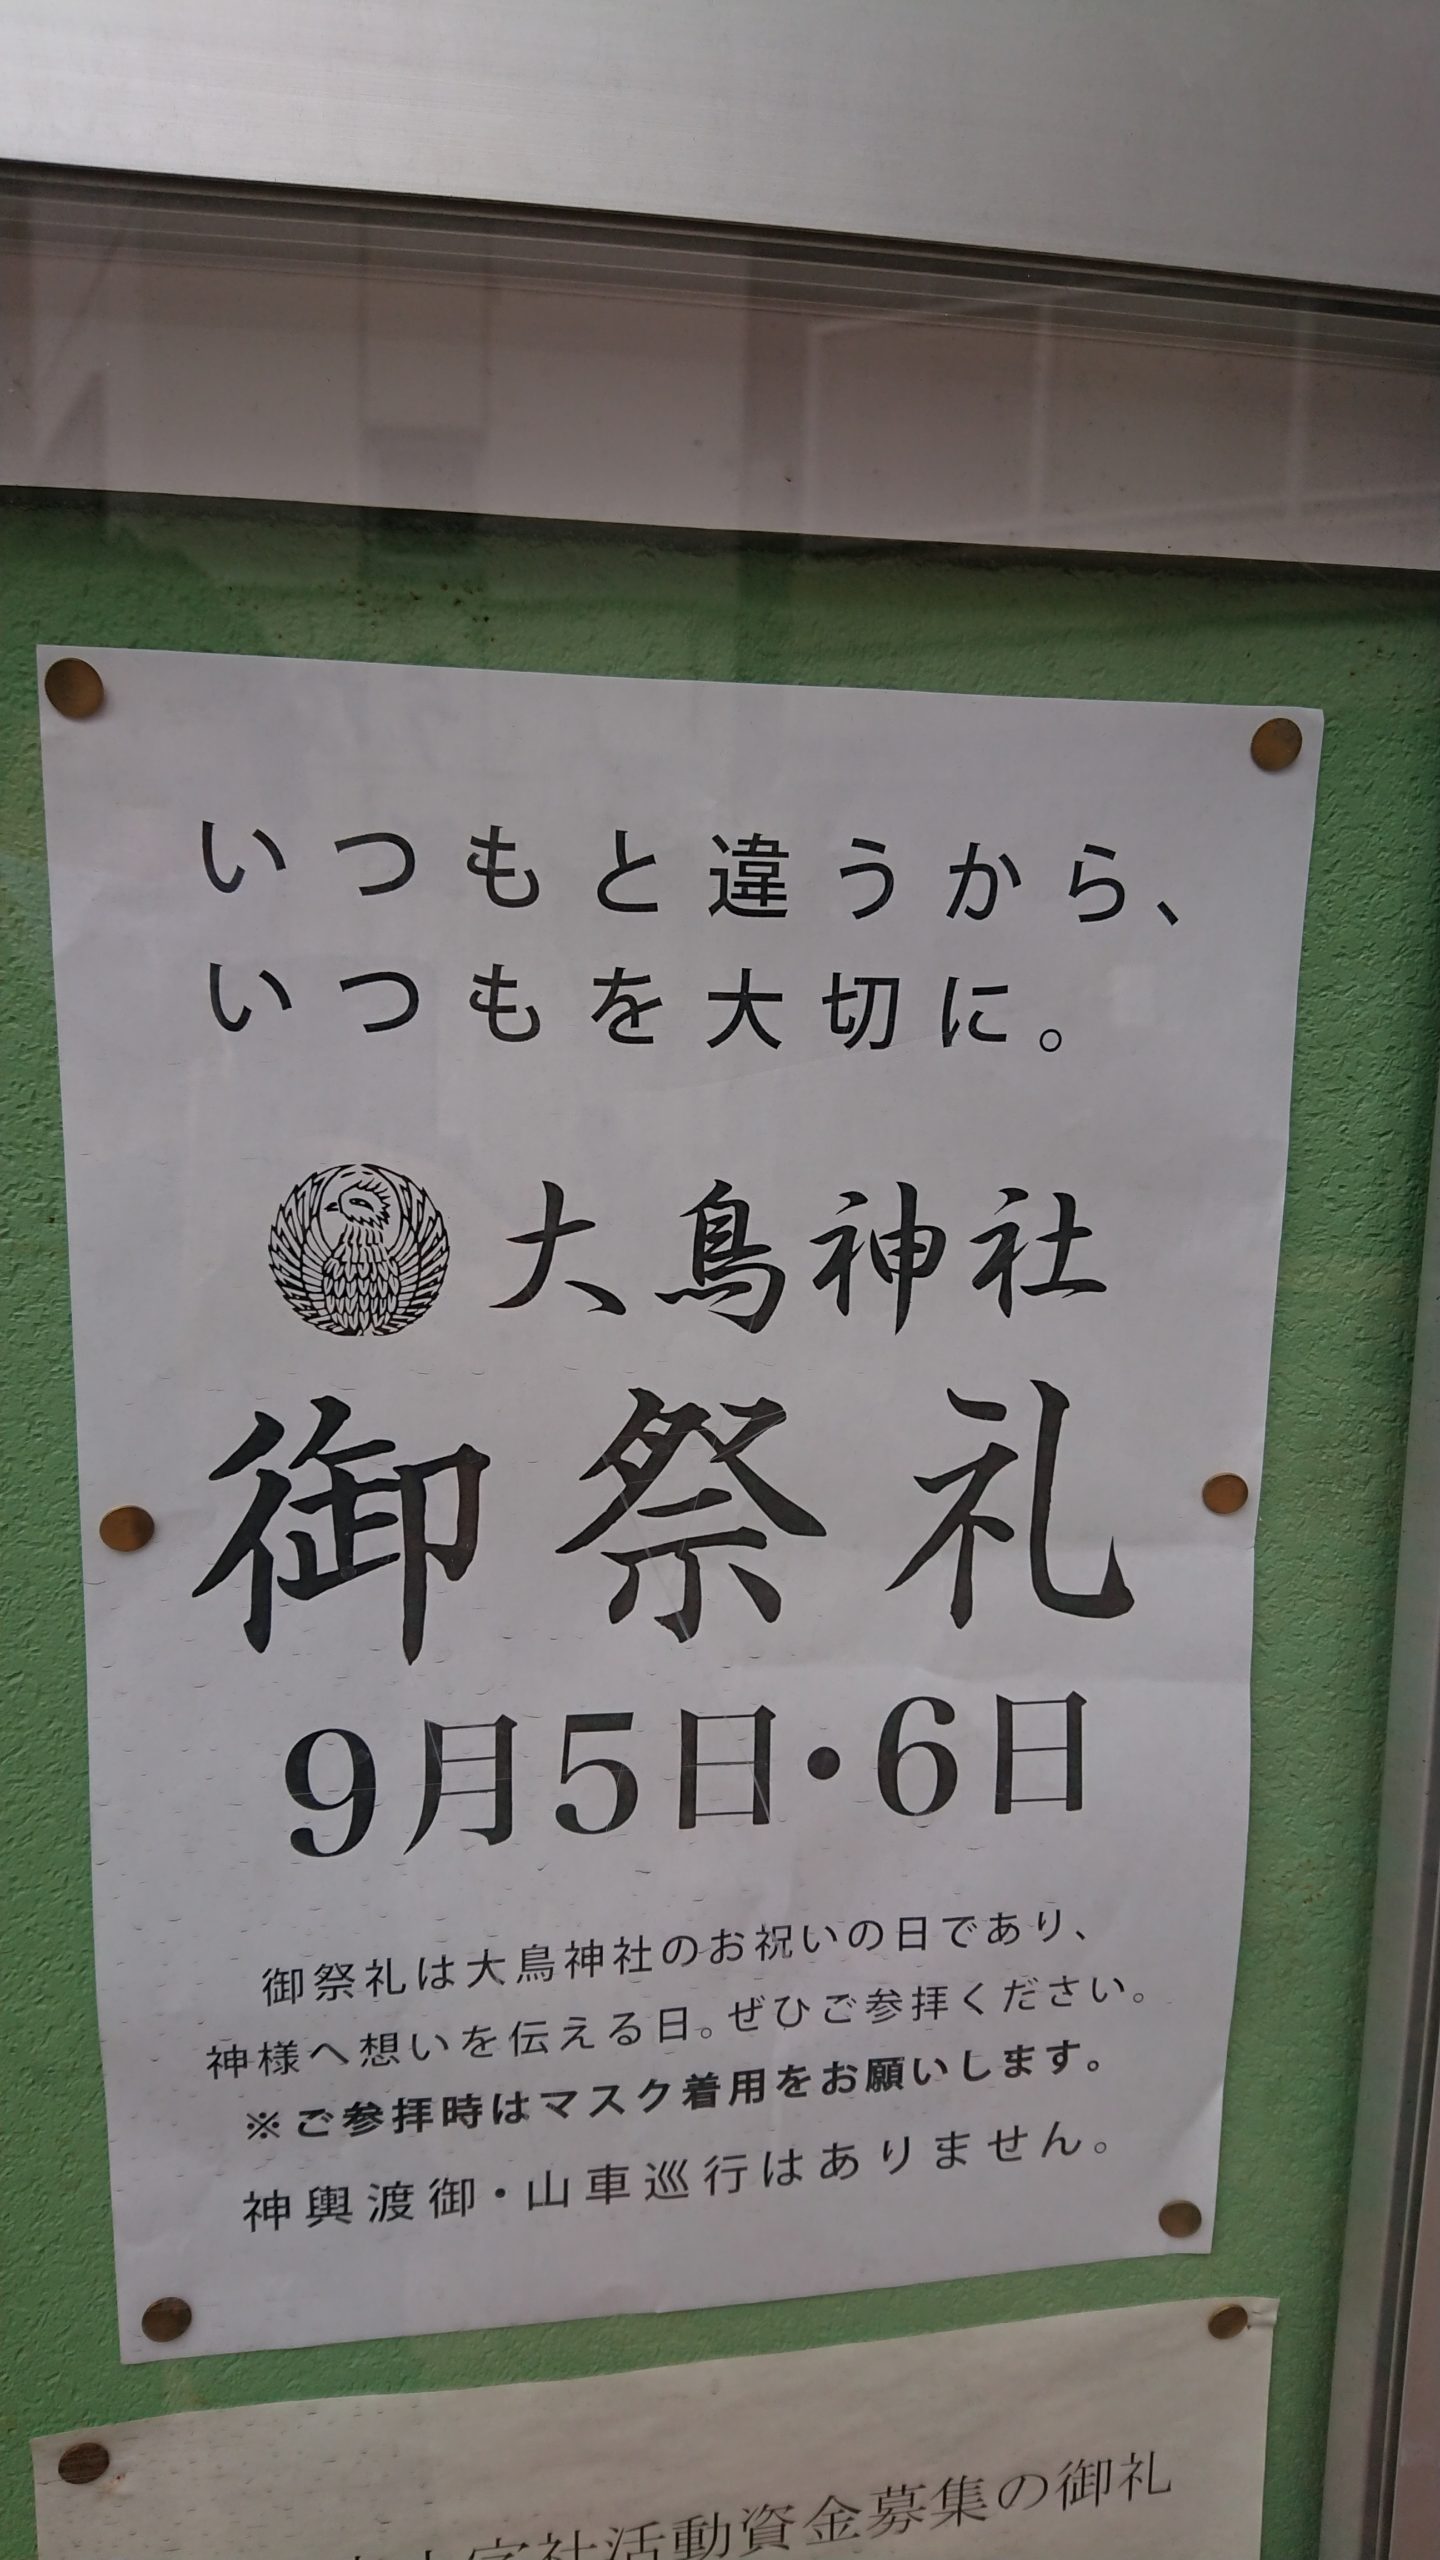 いつもと違うから、
いつもを大切に。
大鳥神社
御祭礼
9月5日・6日
御祭礼は大鳥神社のお祝いの日であり、
神様へ想いを伝える日。ぜひご参拝ください。
※ご参拝時はマスク着用をお願いします。
神輿渡御・山車巡行はありません。
字社活動資金募集の御礼